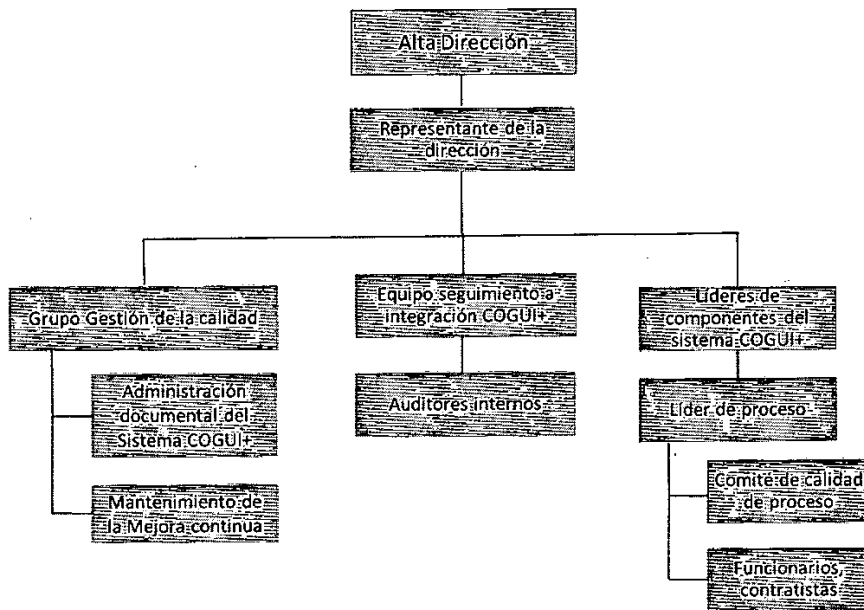 Alta Dirección
Representante de la
dirección
Grupo Gestión de la calidad
Administración
documental del
Sistema COGUI+
Mantenimiento de
la Mejora continua
Equipo seguimiento a
integración COGUI+
Auditores internos
Líderes de
componentes del
sistema COGUI+
Líder de proceso
Comité de calidad
de proceso
Funcionarios,
contratistas